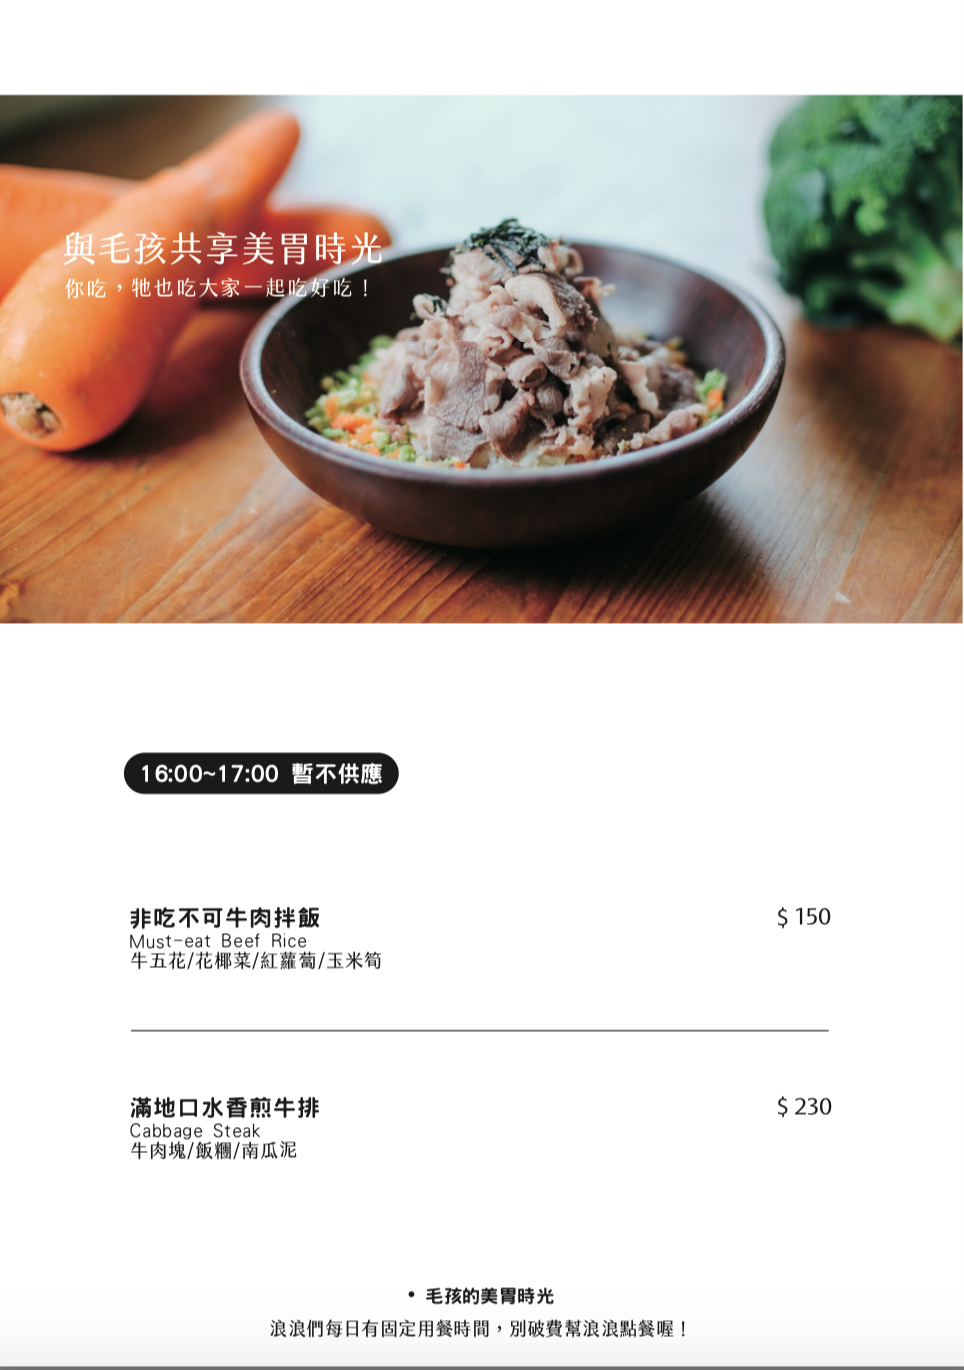 與毛孩共享美胃時光
你吃，牠也吃大家一起吃好吃！
16:00~17:00 暫不供應
非吃不可牛肉拌飯 $ 150
Must-eat Beef Rice
牛五花/花椰菜/紅蘿蔔/玉米筍
滿地口水香煎牛排 $ 230
Cabbage Steak
牛肉塊/飯糰/南瓜泥
• 毛孩的美胃時光
浪浪們每日有固定用餐時間，別破費幫浪浪點餐喔！